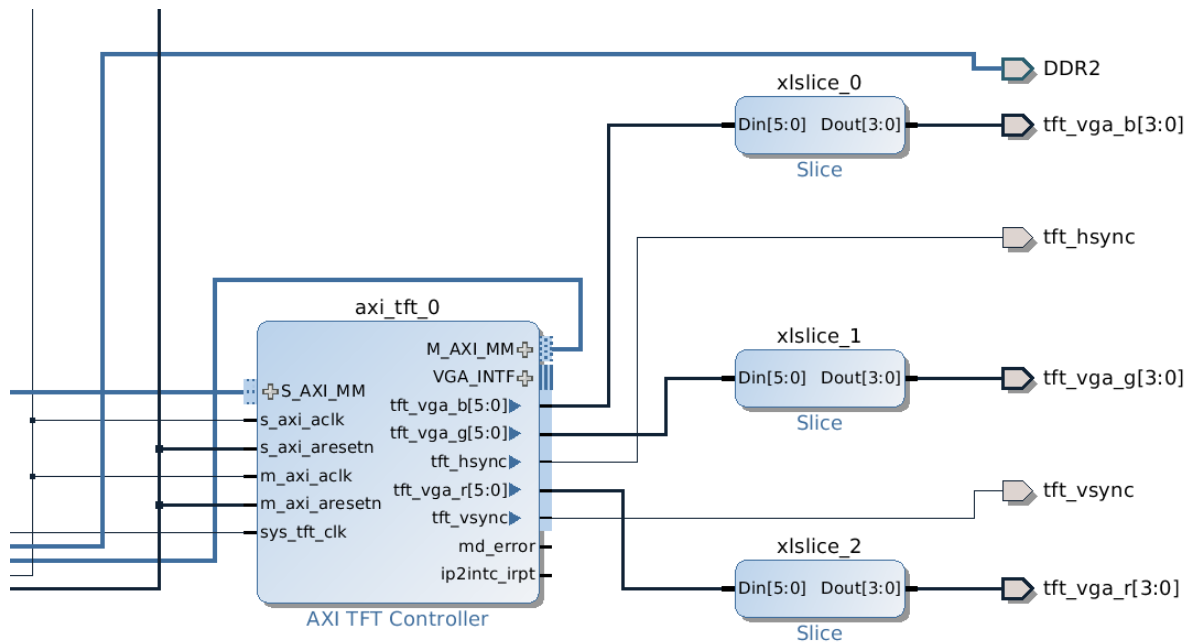 DDR2
xlslice_0
Din[5:0] Dout[3:0]
tft_vga_b[3:0]
Slice
tft_hsync
axi_tft_0
M_AXI_MM
VGA_INTF
S_AXI_MM
tft_vga_b[5:0]
s_axi_aclk
tft_vga_g[5:0]
s_axi_aresetn
tft_hsync
m_axi_aclk
tft_vga_r[5:0]
m_axi_aresetn
tft_vsync
sys_tft_clk
md_error
ip2intc_irpt
AXI TFT Controller
xlslice_1
Din[5:0] Dout[3:0]
tft_vga_g[3:0]
Slice
tft_vsync
xlslice_2
Din[5:0] Dout[3:0]
tft_vga_r[3:0]
Slice